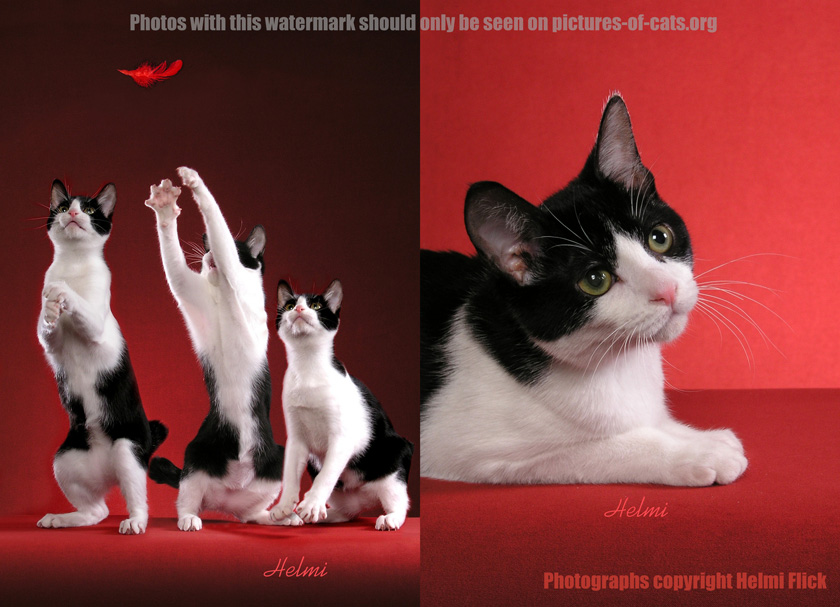 Photos with this watermark should only be seen on pictures-of-cats.org
Helmi
Helmi
Photographs copyright Helmi Flick